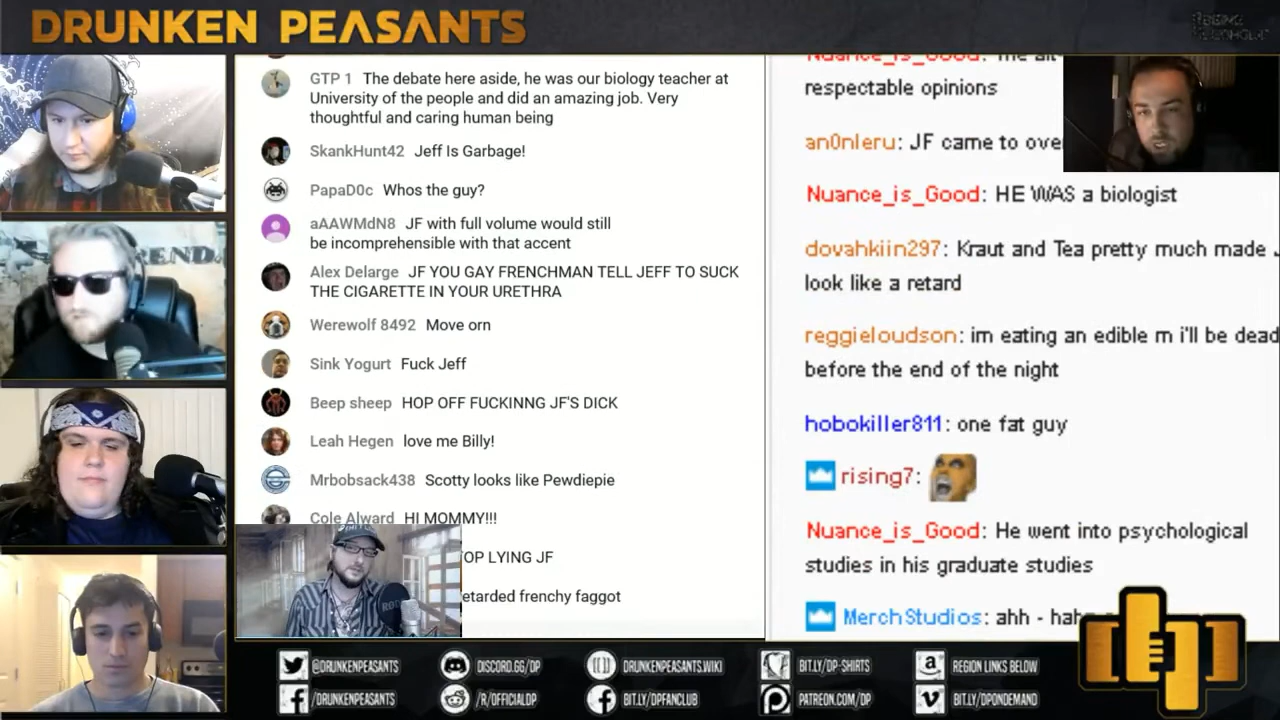 DRUNKEN PEASANTS
GTP 1 The debate here aside, he was our biology teacher at
University of the people and did an amazing job. Very
thoughtful and caring human being
SkankHunt42 Jeff Is Garbage!
PapaD0c Whos the guy?
aAAWMdN8 JF with full volume would still
be incomprehensible with that accent
Alex Delarge JF YOU GAY FRENCHMAN TELL JEFF TO SUCK
THE CIGARETTE IN YOUR URETHRA
Werewolf 8492 Move orn
Sink Yogurt Fuck Jeff
Beep sheep HOP OFF FUCKINNG JF'S DICK
Leah Hegen love me Billy!
Mrbobsack438 Scotty looks like Pewdiepie
Cole Alward HI MOMMY!!!
LYING JF
frenchy faggot
Nuance_is_Good:
respectable opinions
an0nleru: JF came to
Nuance_is_Good: HE WAS a biologist
dovahkiin297: Kraut and Tea pretty much made
look like a retard
reggieloudson: im eating an edible m i'll be dead
before the end of the night
hobokiller811: one fat guy
rising7:
Nuance_is_Good: He went into psychological
studies in his graduate studies
MerchStudios: ahh -
@DRUNKENPEASANTS DISCORD.GG/DP DRUNKENPEASANTS.WIKI BIT.LY/DP-SHIRTS REGION LINKS BELOW
/DRUNKENPEASANTS /R/OFFICIALDP BIT.LY/DPFANCLUB PATREON.COM/DP BIT.LY/DPONDEMAND